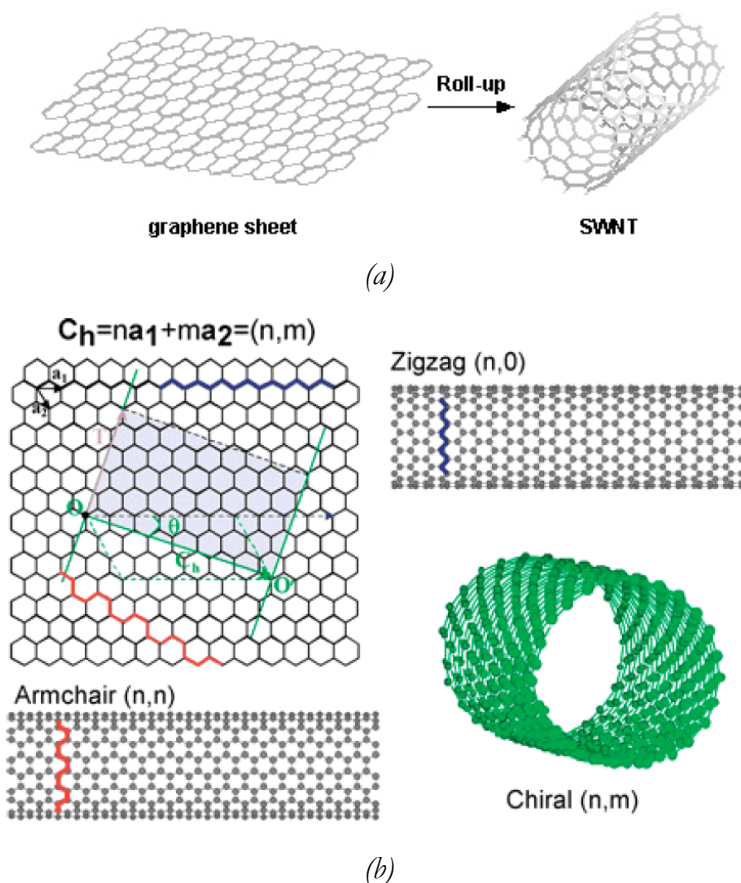 Roll-up
graphene sheet
SWNT
(a)
Cₕ=na₁+ma₂=(n,m)
a₁
a₂
T
O
θ
Cₕ
O'
Zigzag (n,0)
Armchair (n,n)
Chiral (n,m)
(b)